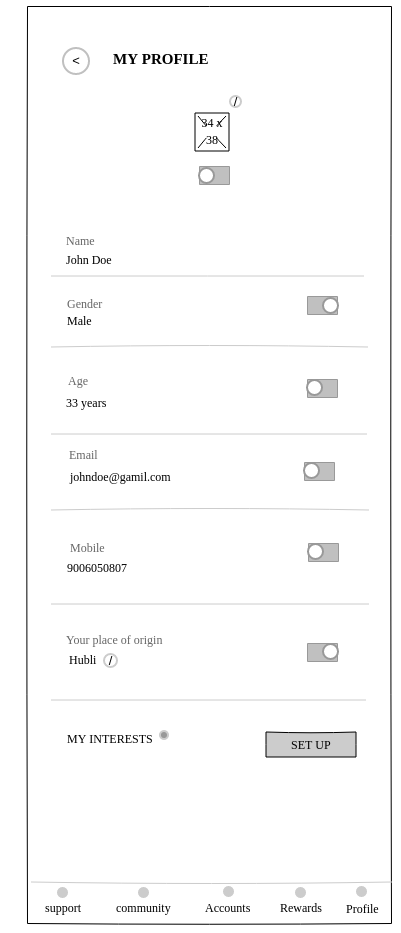 < MY PROFILE
/
34 x
38
Name
John Doe
Gender
Male
Age
33 years
Email
johndoe@gamil.com
Mobile
9006050807
Your place of origin
Hubli /
MY INTERESTS SET UP
support community Accounts Rewards Profile